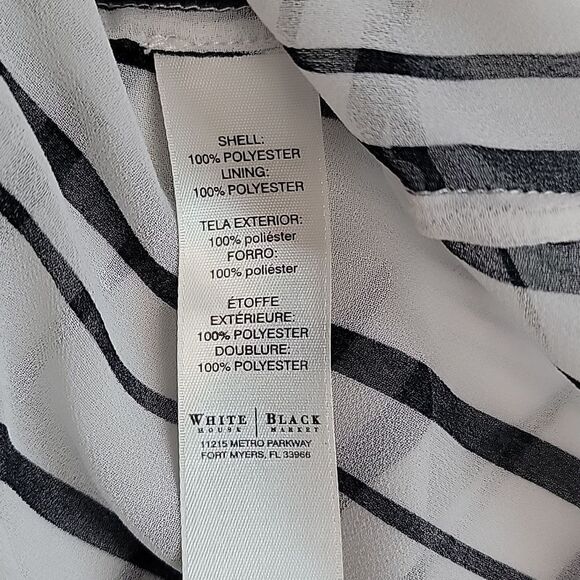 SHELL:
100% POLYESTER
LINING:
100% POLYESTER
TELA EXTERIOR:
100% poliéster
FORRO:
100% poliéster
ÉTOFFE
EXTÉRIEURE:
100% POLYESTER
DOUBLURE:
100% POLYESTER
WHITE | BLACK
HOUSE MARKET
11215 METRO PARKWAY
FORT MYERS, FL 33966